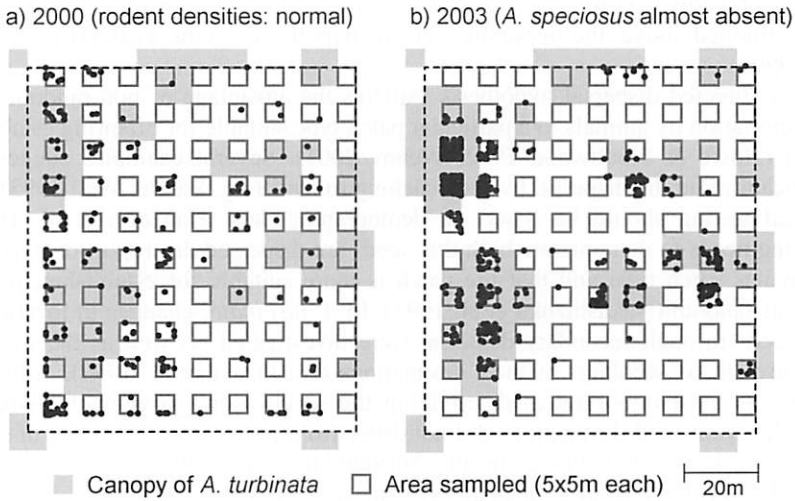 a) 2000 (rodent densities: normal)
b) 2003 (A. speciosus almost absent)
Canopy of A. turbinata
Area sampled (5x5m each)
20m